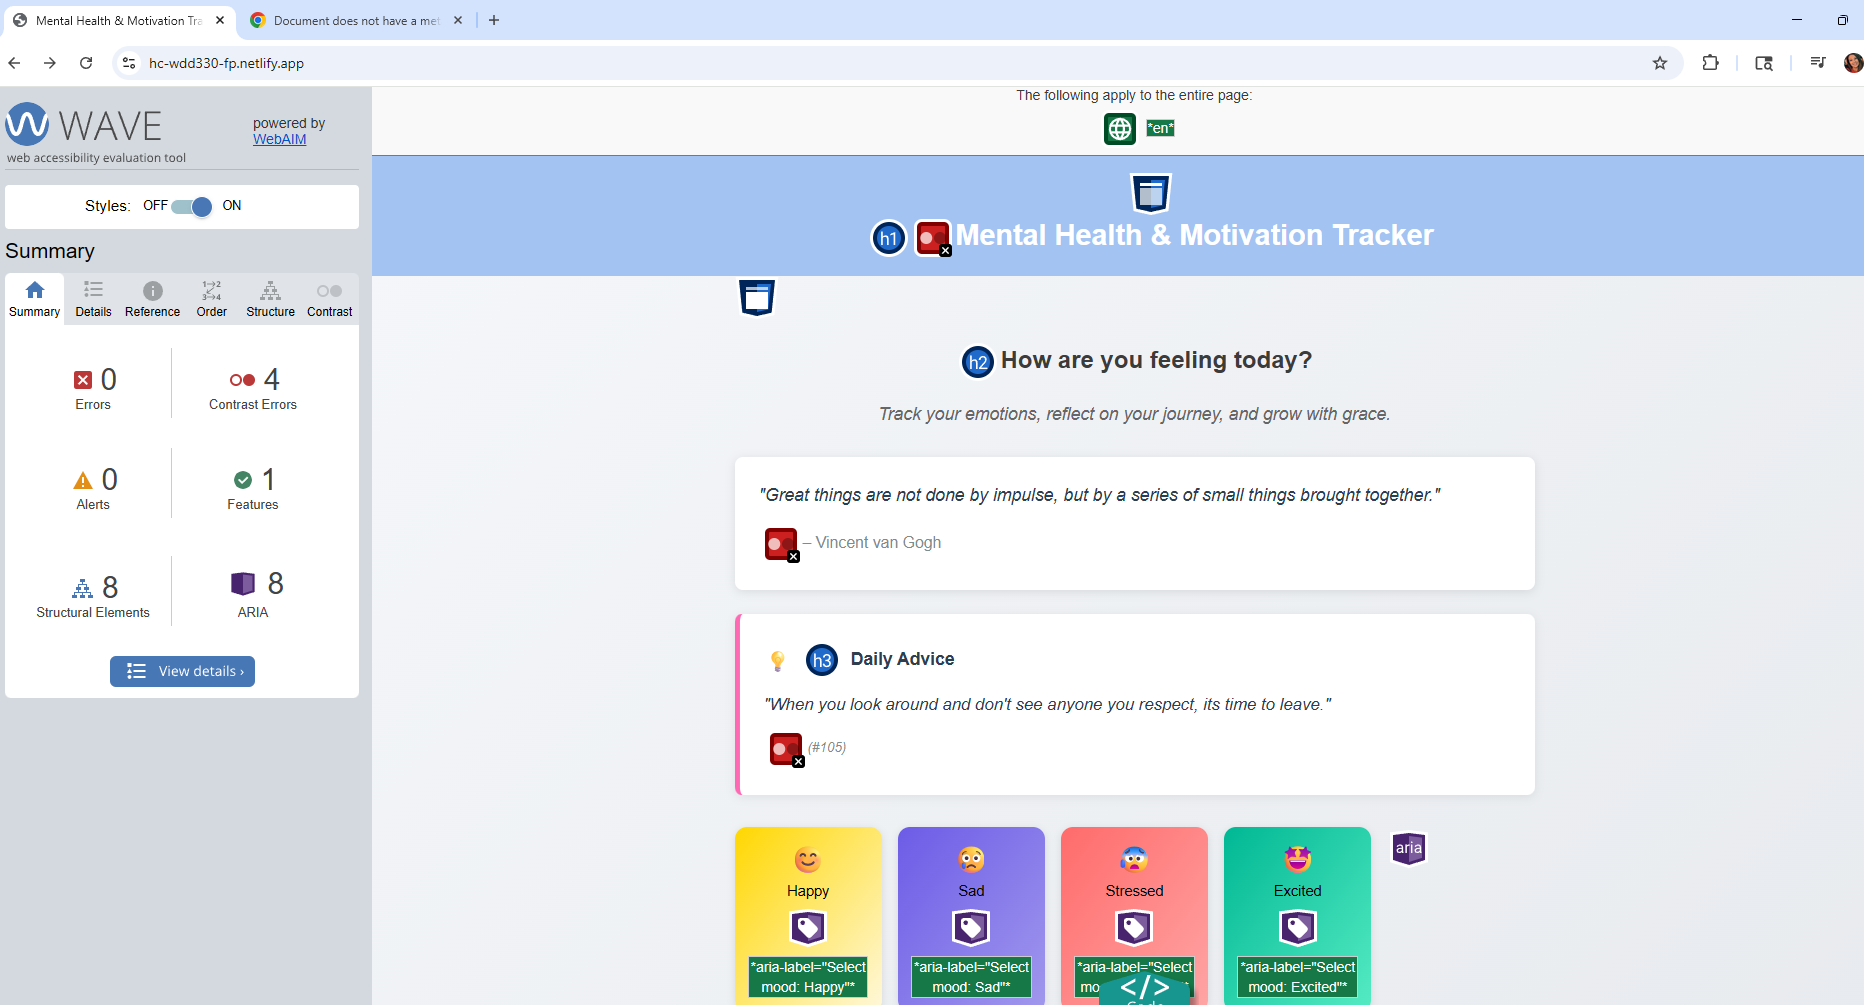 Mental Health & Motivation Tra
Document does not have a met
hc-wdd330-fp.netlify.app
WAVE
powered by
WebAIM
web accessibility evaluation tool
Styles: OFF ON
Summary
Summary Details Reference Order Structure Contrast
0
Errors
4
Contrast Errors
0
Alerts
1
Features
8
Structural Elements
8
ARIA
View details ›
The following apply to the entire page:
*en*
h1 Mental Health & Motivation Tracker
h2 How are you feeling today?
Track your emotions, reflect on your journey, and grow with grace.
"Great things are not done by impulse, but by a series of small things brought together."
– Vincent van Gogh
h3 Daily Advice
"When you look around and don't see anyone you respect, its time to leave."
(#105)
aria
Happy
*aria-label="Select
mood: Happy"*
Sad
*aria-label="Select
mood: Sad"*
Stressed
*aria-label="Select
Excited
*aria-label="Select
mood: Excited"*
</>